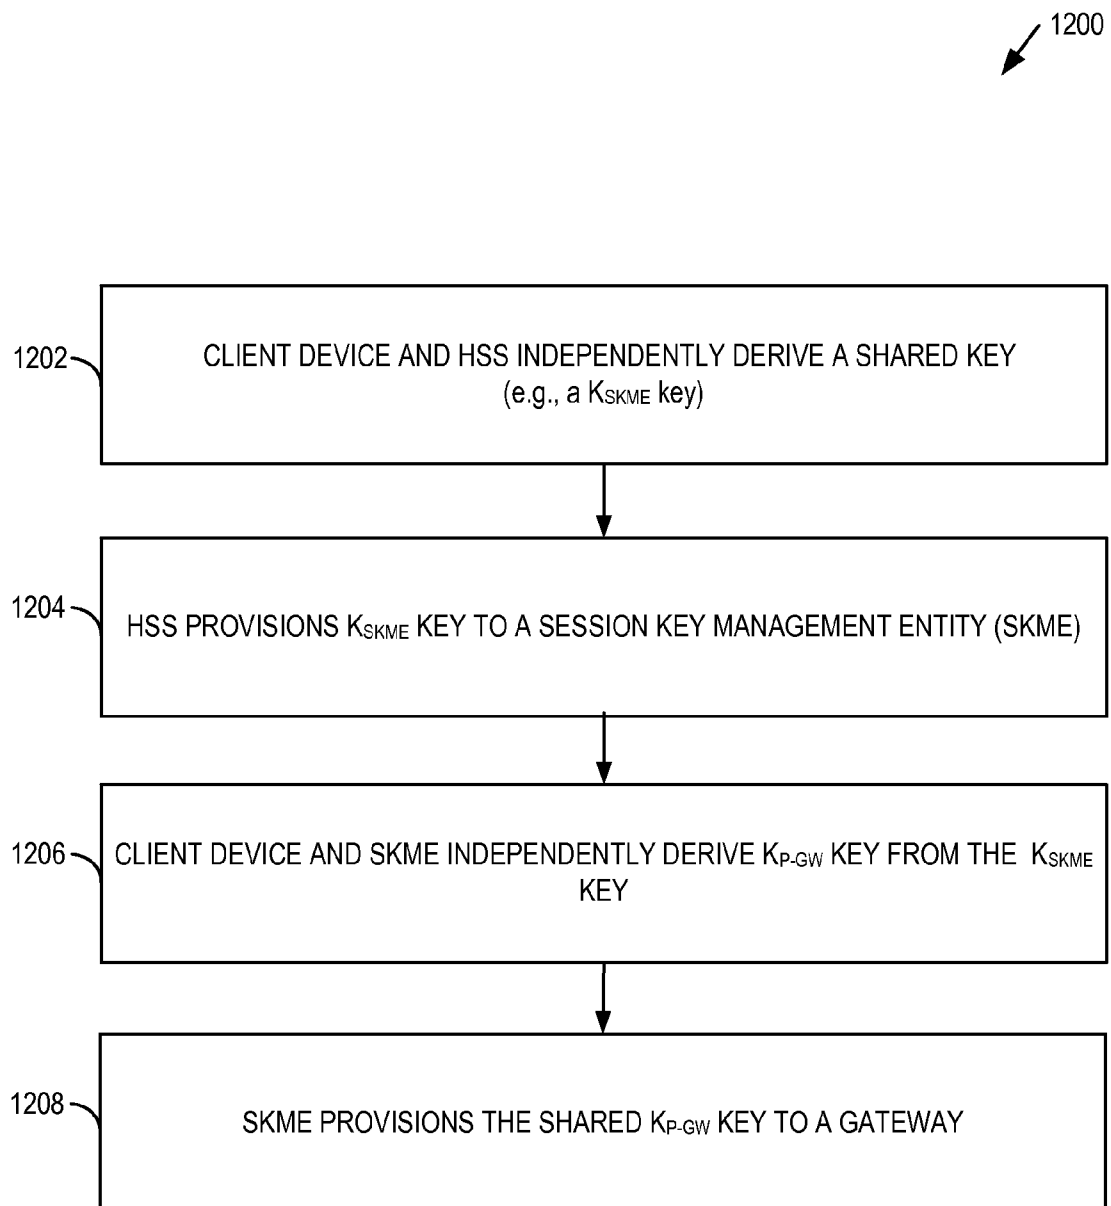 1200
1202
CLIENT DEVICE AND HSS INDEPENDENTLY DERIVE A SHARED KEY
(e.g., a KSKME key)
1204
HSS PROVISIONS KSKME KEY TO A SESSION KEY MANAGEMENT ENTITY (SKME)
1206
CLIENT DEVICE AND SKME INDEPENDENTLY DERIVE KP-GW KEY FROM THE KSKME
KEY
1208
SKME PROVISIONS THE SHARED KP-GW KEY TO A GATEWAY